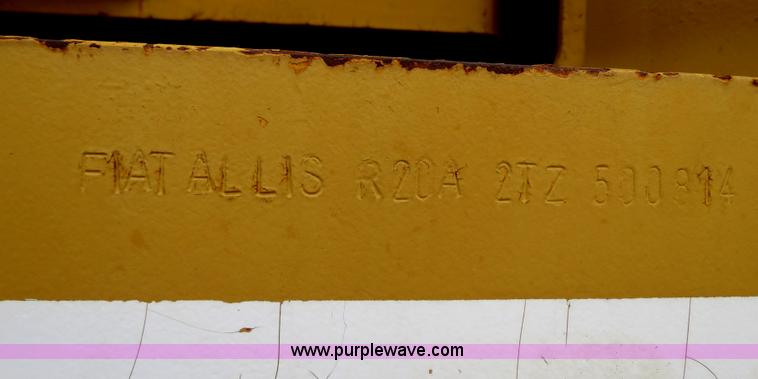 FIAT ALLIS R20A 2TZ 500814
www.purplewave.com